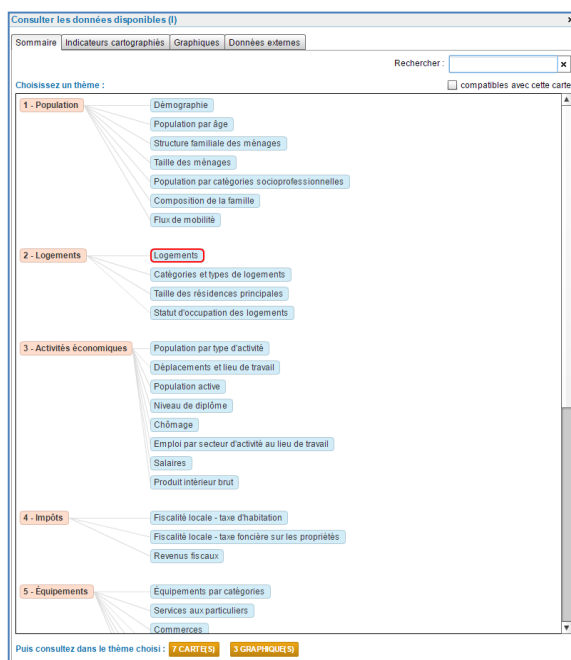 Consulter les données disponibles (I) x
Sommaire Indicateurs cartographiés Graphiques Données externes
Rechercher : x
Choisissez un thème : compatibles avec cette carte
1 - Population Démographie
Population par âge
Structure familiale des ménages
Taille des ménages
Population par catégories socioprofessionnelles
Composition de la famille
Flux de mobilité
2 - Logements Logements
Catégories et types de logements
Taille des résidences principales
Statut d'occupation des logements
3 - Activités économiques Population par type d'activité
Déplacements et lieu de travail
Population active
Niveau de diplôme
Chômage
Emploi par secteur d'activité au lieu de travail
Salaires
Produit intérieur brut
4 - Impôts Fiscalité locale - taxe d'habitation
Fiscalité locale - taxe foncière sur les propriétés
Revenus fiscaux
5 - Équipements Équipements par catégories
Services aux particuliers
Commerces
Puis consultez dans le thème choisi : 7 CARTE(S) 3 GRAPHIQUE(S)